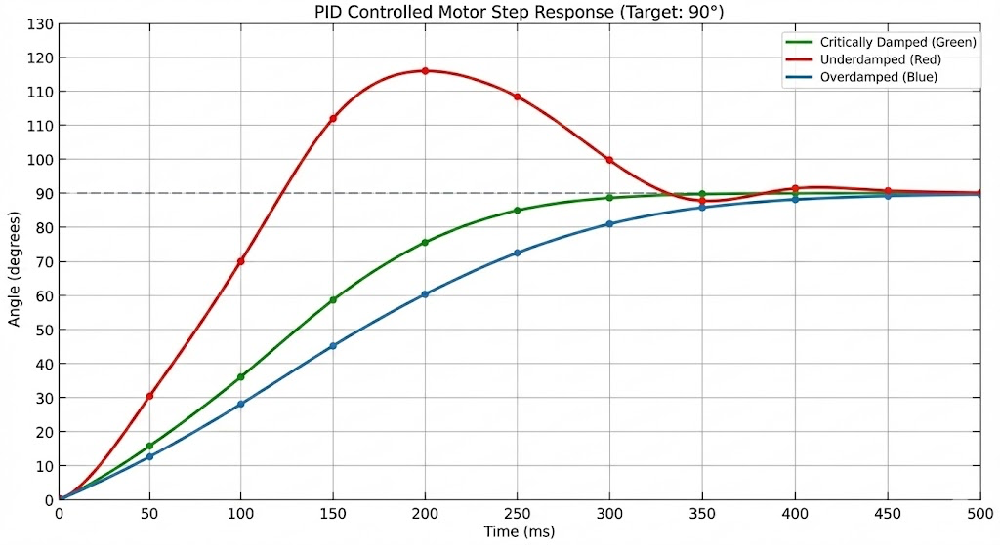 PID Controlled Motor Step Response (Target: 90°)
Critically Damped (Green)
Underdamped (Red)
Overdamped (Blue)
130
120
110
100
90
80
70
60
50
40
30
20
10
0
Angle (degrees)
0 50 100 150 200 250 300 350 400 450 500
Time (ms)